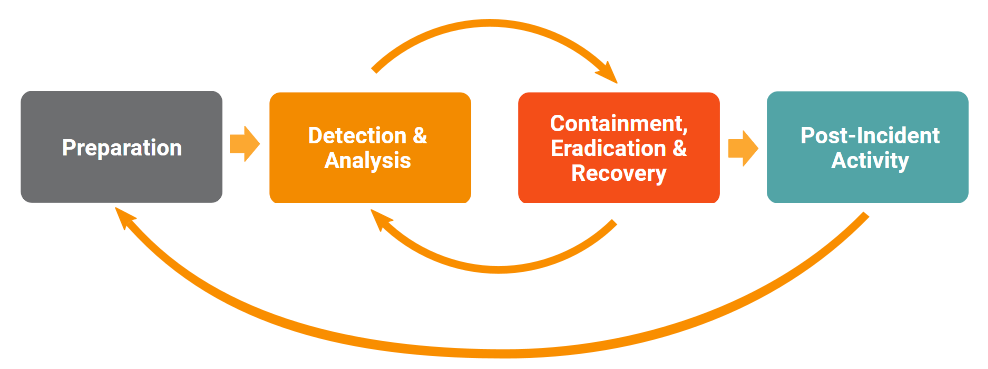 Preparation
Detection &
Analysis
Containment,
Eradication &
Recovery
Post-Incident
Activity